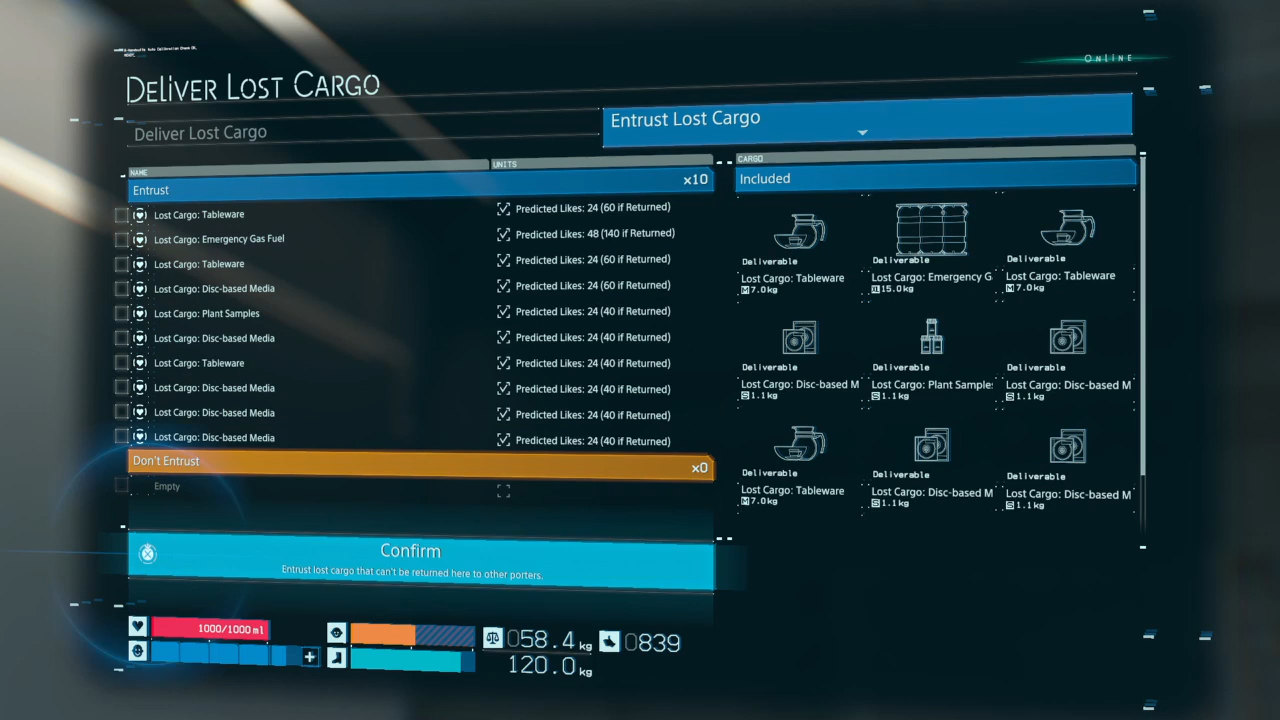 ONLINE
DELIVER LOST CARGO
Deliver Lost Cargo
Entrust Lost Cargo
NAME UNITS
Entrust x10
Lost Cargo: Tableware Predicted Likes: 24 (60 if Returned)
Lost Cargo: Emergency Gas Fuel Predicted Likes: 48 (140 if Returned)
Lost Cargo: Tableware Predicted Likes: 24 (60 if Returned)
Lost Cargo: Disc-based Media Predicted Likes: 24 (60 if Returned)
Lost Cargo: Plant Samples Predicted Likes: 24 (40 if Returned)
Lost Cargo: Disc-based Media Predicted Likes: 24 (40 if Returned)
Lost Cargo: Tableware Predicted Likes: 24 (40 if Returned)
Lost Cargo: Disc-based Media Predicted Likes: 24 (40 if Returned)
Lost Cargo: Disc-based Media Predicted Likes: 24 (40 if Returned)
Lost Cargo: Disc-based Media Predicted Likes: 24 (40 if Returned)
Don't Entrust x0
Empty
Confirm
Entrust lost cargo that can't be returned here to other porters.
CARGO
Included
Deliverable Deliverable Deliverable
Lost Cargo: Tableware Lost Cargo: Emergency G Lost Cargo: Tableware
M 7.0kg XL 15.0kg M 7.0kg
Deliverable Deliverable Deliverable
Lost Cargo: Disc-based M Lost Cargo: Plant Samples Lost Cargo: Disc-based M
S 1.1kg S 1.1kg S 1.1kg
Deliverable Deliverable Deliverable
Lost Cargo: Tableware Lost Cargo: Disc-based M Lost Cargo: Disc-based M
M 7.0kg S 1.1kg S 1.1kg
1000/1000 ml
058.4 kg 0839
120.0 kg